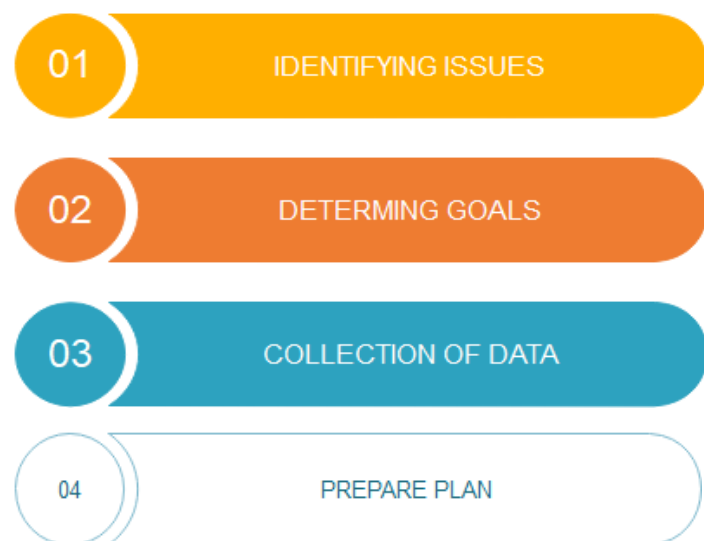 01 IDENTIFYING ISSUES
02 DETERMING GOALS
03 COLLECTION OF DATA
04 PREPARE PLAN